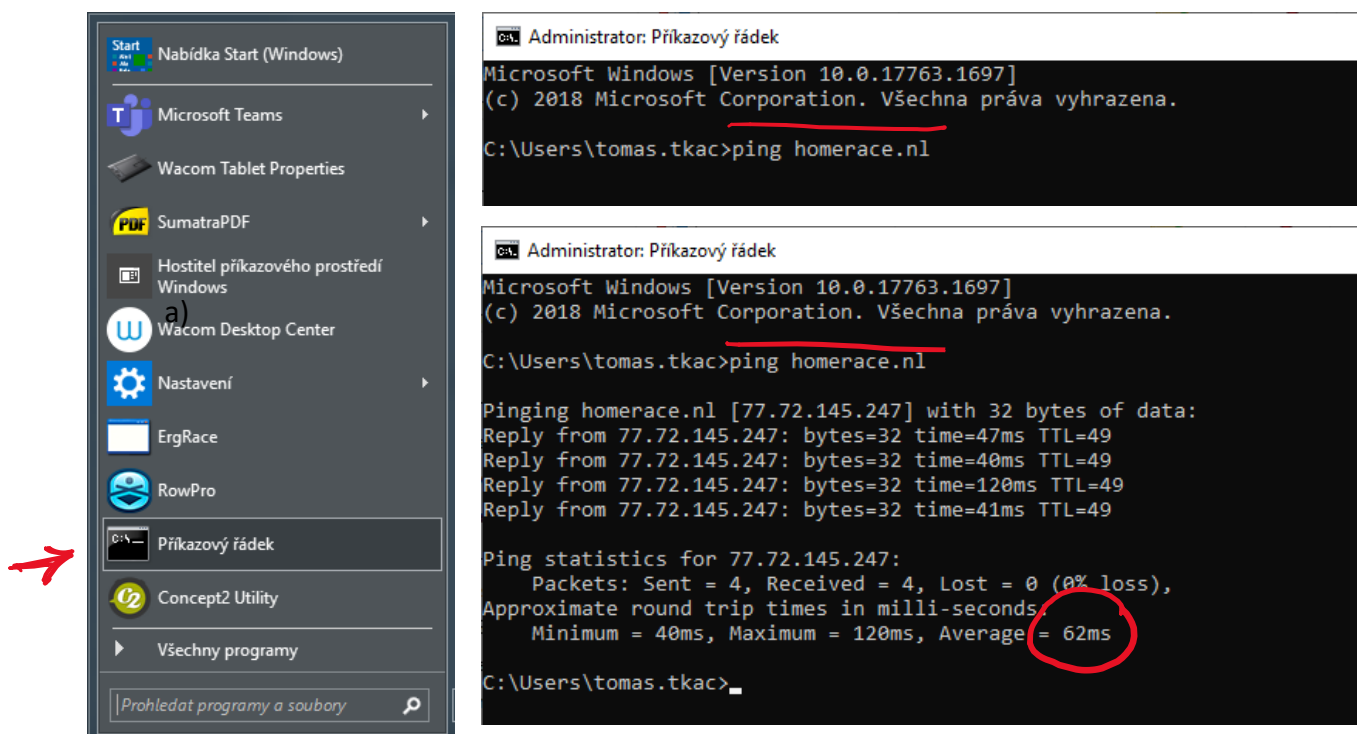 Start
Nabídka Start (Windows)
Microsoft Teams
Wacom Tablet Properties
PDF
SumatraPDF
Hostitel příkazového prostředí
Windows
a)
Wacom Desktop Center
Nastavení
ErgRace
RowPro
Příkazový řádek
Concept2 Utility
Všechny programy
Prohledat programy a soubory
Administrator: Příkazový řádek
Microsoft Windows [Version 10.0.17763.1697]
(c) 2018 Microsoft Corporation. Všechna práva vyhrazena.
C:\Users\tomas.tkac>ping homerace.nl
Administrator: Příkazový řádek
Microsoft Windows [Version 10.0.17763.1697]
(c) 2018 Microsoft Corporation. Všechna práva vyhrazena.
C:\Users\tomas.tkac>ping homerace.nl
Pinging homerace.nl [77.72.145.247] with 32 bytes of data:
Reply from 77.72.145.247: bytes=32 time=47ms TTL=49
Reply from 77.72.145.247: bytes=32 time=40ms TTL=49
Reply from 77.72.145.247: bytes=32 time=120ms TTL=49
Reply from 77.72.145.247: bytes=32 time=41ms TTL=49
Ping statistics for 77.72.145.247:
Packets: Sent = 4, Received = 4, Lost = 0 (0% loss),
Approximate round trip times in milli-seconds:
Minimum = 40ms, Maximum = 120ms, Average = 62ms
C:\Users\tomas.tkac>